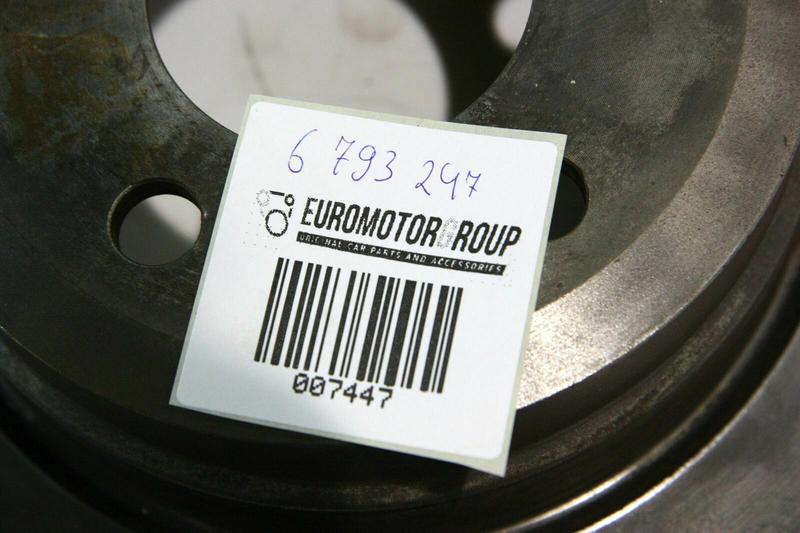 6 793 247
EUROMOTORGROUP
ORIGINAL CAR PARTS AND ACCESSORIES
007447